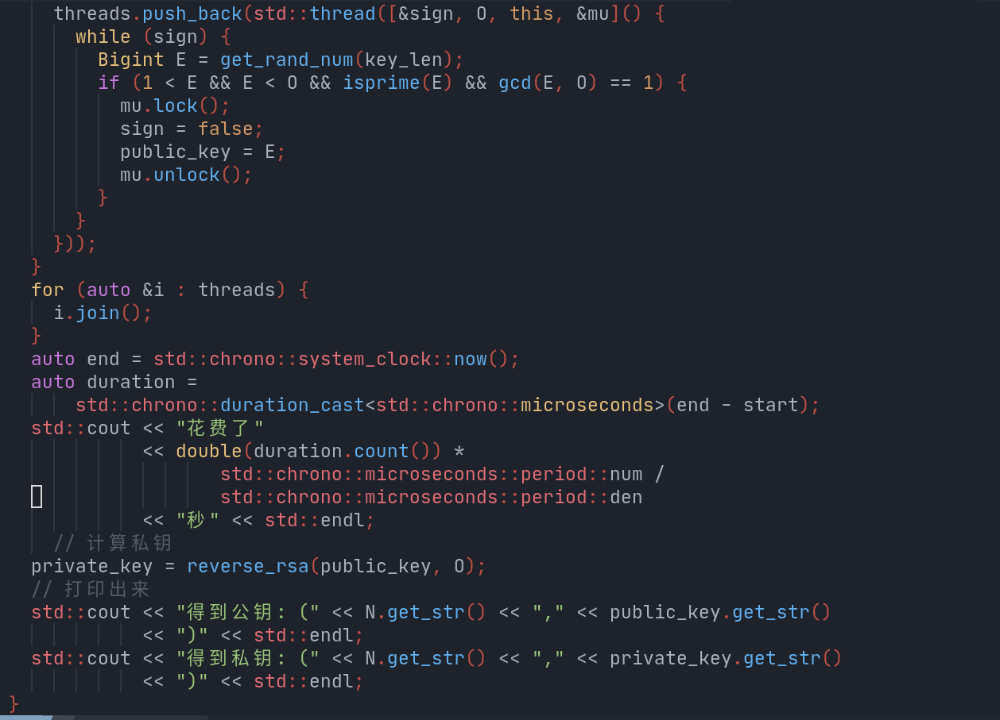 threads.push_back(std::thread([&sign, O, this, &mu]() {
while (sign) {
Bigint E = get_rand_num(key_len);
if (1 < E && E < O && isprime(E) && gcd(E, O) == 1) {
mu.lock();
sign = false;
public_key = E;
mu.unlock();
}
}
}));
}
for (auto &i : threads) {
i.join();
}
auto end = std::chrono::system_clock::now();
auto duration =
std::chrono::duration_cast<std::chrono::microseconds>(end - start);
std::cout << "花费了"
<< double(duration.count()) *
std::chrono::microseconds::period::num /
std::chrono::microseconds::period::den
<< "秒" << std::endl;
// 计算私钥
private_key = reverse_rsa(public_key, O);
// 打印出来
std::cout << "得到公钥: (" << N.get_str() << "," << public_key.get_str()
<< ")" << std::endl;
std::cout << "得到私钥: (" << N.get_str() << "," << private_key.get_str()
<< ")" << std::endl;
}